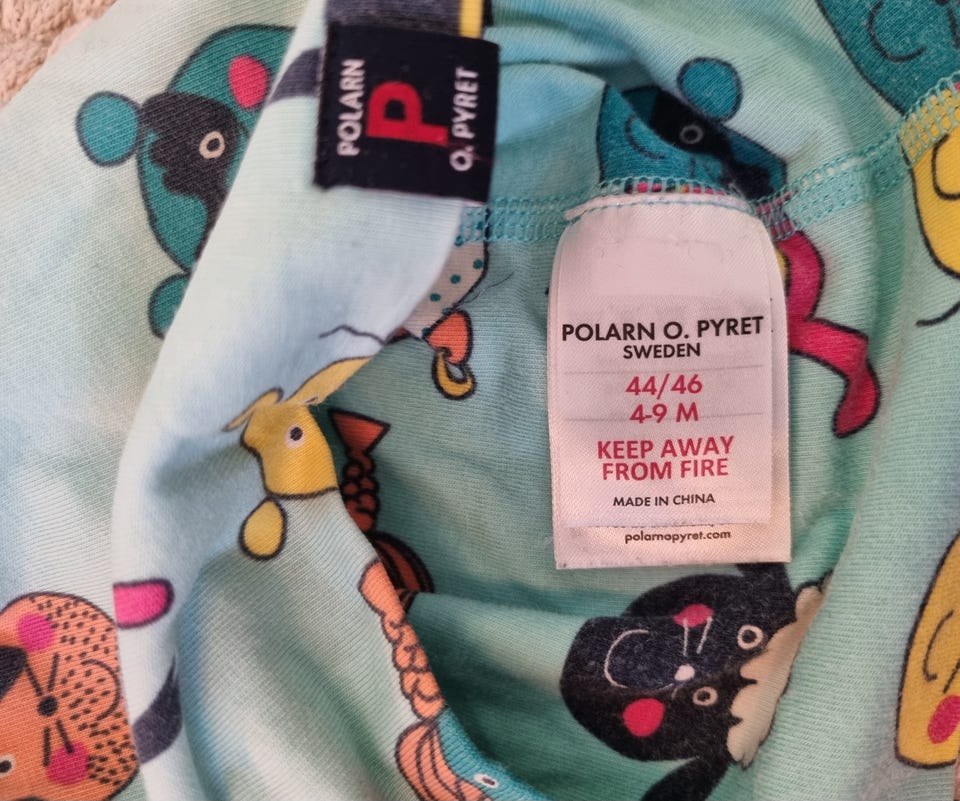 POLARN
P
O. PYRET
POLARN O. PYRET
SWEDEN
44/46
4-9 M
KEEP AWAY
FROM FIRE
MADE IN CHINA
polarnopyret.com